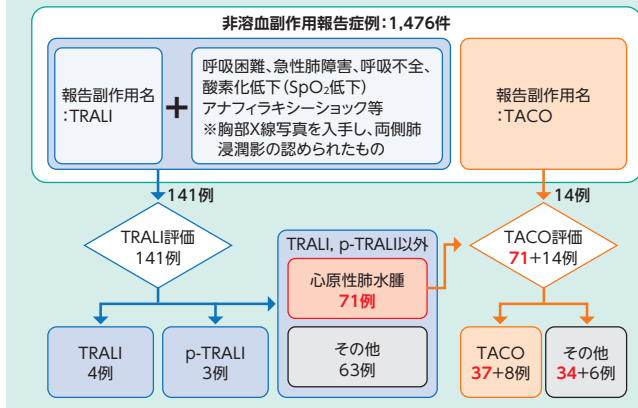 非溶血副作用報告症例：1,476件
報告副作用名
：TRALI
+
呼吸困難、急性肺障害、呼吸不全、
酸素化低下（SpO₂低下）
アナフィラキシーショック等
※胸部X線写真を入手し、両側肺
浸潤影の認められたもの
報告副作用名
：TACO
141例
14例
TRALI評価
141例
TRALI, p-TRALI以外
心原性肺水腫
71例
その他
63例
TACO評価
71+14例
TRALI
4例
p-TRALI
3例
TACO
37+8例
その他
34+6例